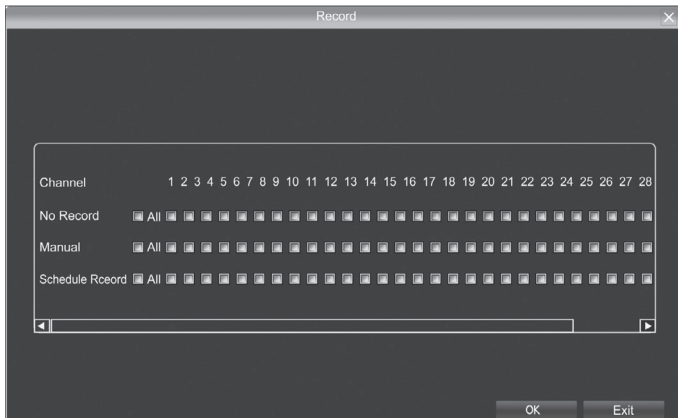 Record
Channel 1 2 3 4 5 6 7 8 9 10 11 12 13 14 15 16 17 18 19 20 21 22 23 24 25 26 27 28
No Record All
Manual All
Schedule Rceord All
OK Exit